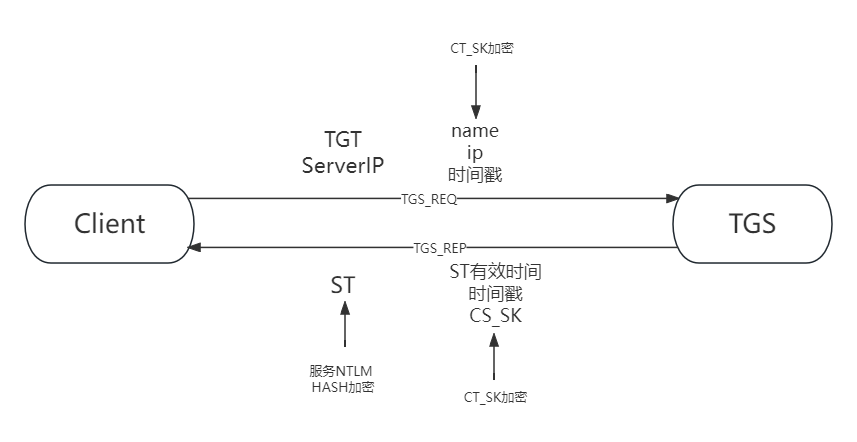 CT_SK加密
name
ip
时间戳
TGT
ServerIP
TGS_REQ
Client
TGS
TGS_REP
ST有效时间
时间戳
CS_SK
ST
服务NTLM
HASH加密
CT_SK加密